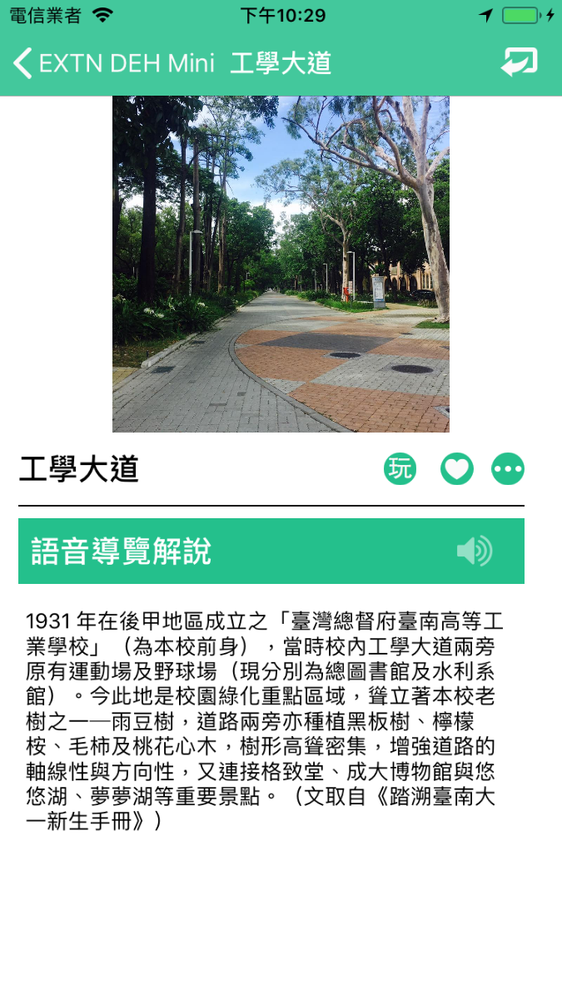 電信業者 下午10:29
EXTN DEH Mini 工學大道
工學大道 玩
語音導覽解說
1931 年在後甲地區成立之「臺灣總督府臺南高等工
業學校」（為本校前身），當時校內工學大道兩旁
原有運動場及野球場（現分別為總圖書館及水利系
館）。今此地是校園綠化重點區域，聳立著本校老
樹之一──雨豆樹，道路兩旁亦種植黑板樹、檸檬
桉、毛柿及桃花心木，樹形高聳密集，增強道路的
軸線性與方向性，又連接格致堂、成大博物館與悠
悠湖、夢夢湖等重要景點。（文取自《踏溯臺南大
一新生手冊》）